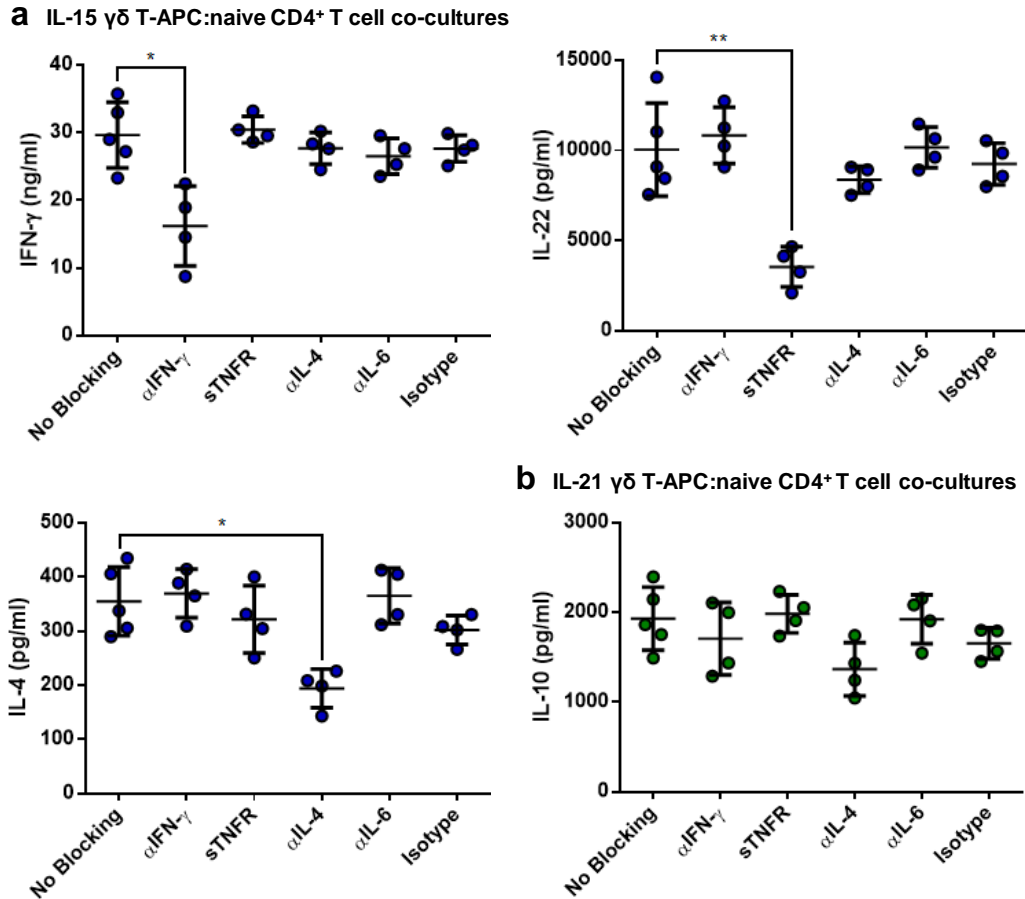 a IL-15 γδ T-APC:naive CD4+ T cell co-cultures
IFN-γ (ng/ml)
40
30
20
10
0
*
No Blocking
αIFN-γ
sTNFR
αIL-4
αIL-6
Isotype
IL-22 (pg/ml)
15000
10000
5000
0
**
No Blocking
αIFN-γ
sTNFR
αIL-4
αIL-6
Isotype
IL-4 (pg/ml)
500
400
300
200
100
0
*
No Blocking
αIFN-γ
sTNFR
αIL-4
αIL-6
Isotype
b IL-21 γδ T-APC:naive CD4+ T cell co-cultures
IL-10 (pg/ml)
3000
2000
1000
0
No Blocking
αIFN-γ
sTNFR
αIL-4
αIL-6
Isotype